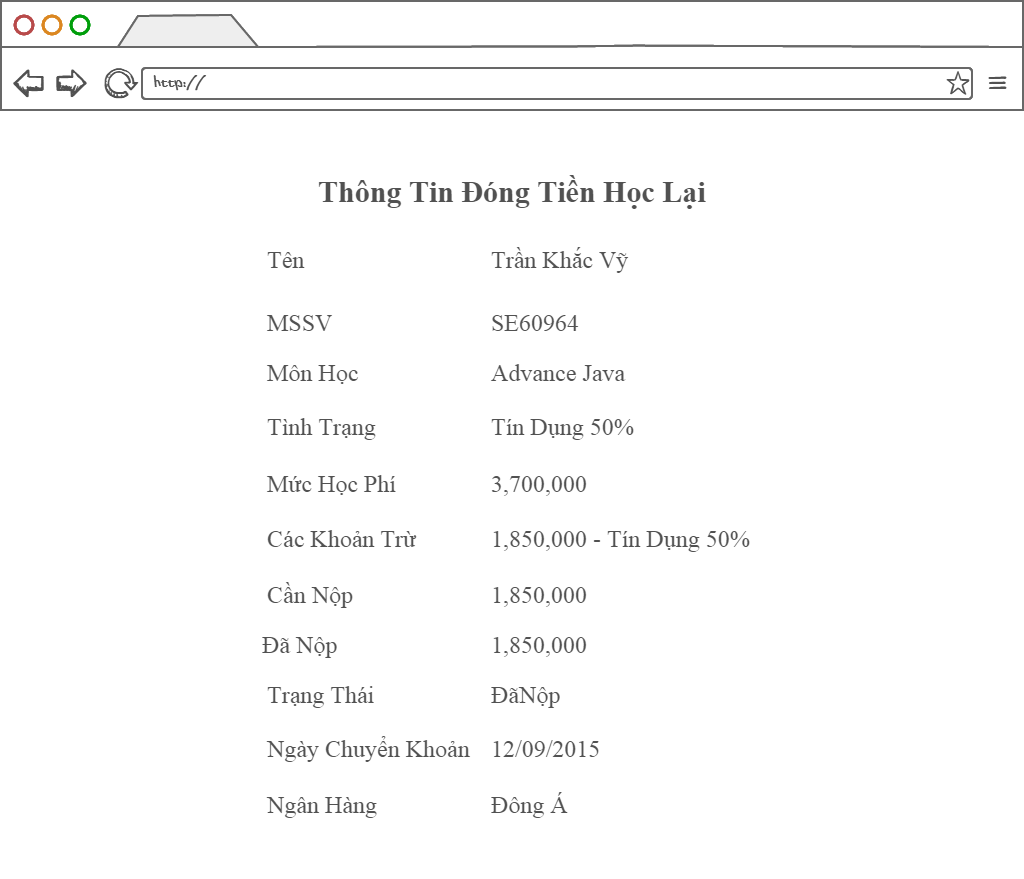 http://
Thông Tin Đóng Tiền Học Lại
Tên Trần Khắc Vỹ
MSSV SE60964
Môn Học Advance Java
Tình Trạng Tín Dụng 50%
Mức Học Phí 3,700,000
Các Khoản Trừ 1,850,000 - Tín Dụng 50%
Cần Nộp 1,850,000
Đã Nộp 1,850,000
Trạng Thái ĐãNộp
Ngày Chuyển Khoản 12/09/2015
Ngân Hàng Đông Á